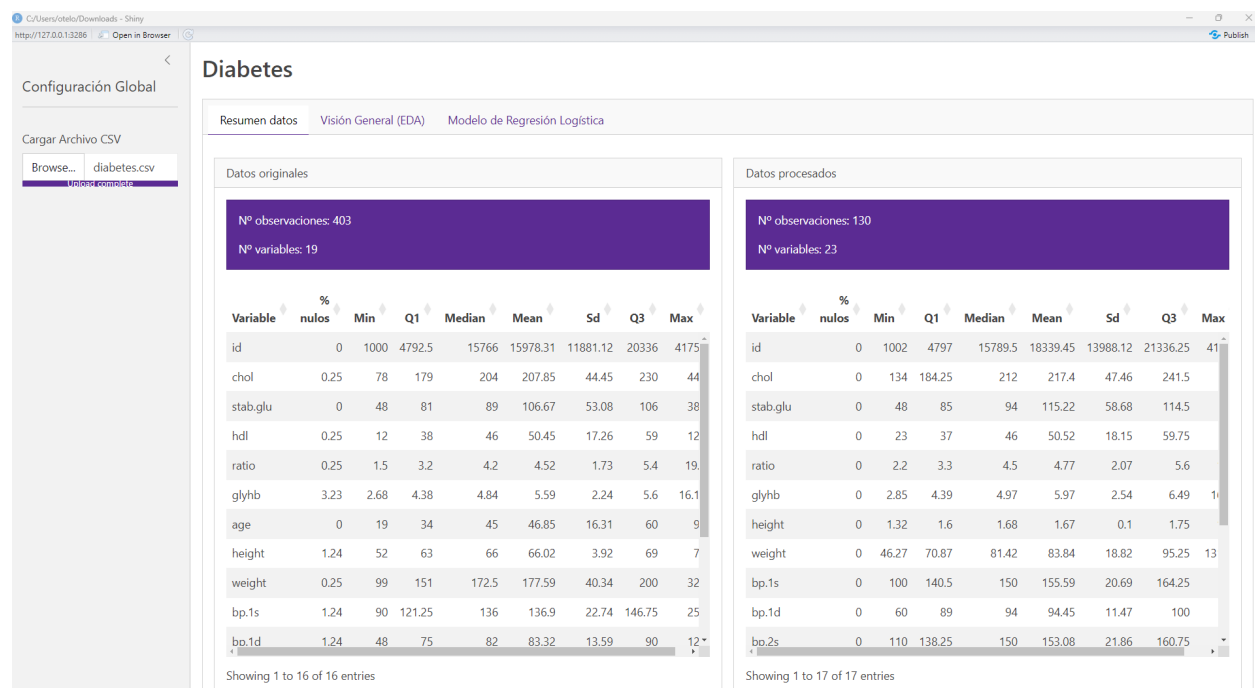 C:/Users/otelo/Downloads - Shiny
http://127.0.0.1:3286 Open in Browser Publish
Configuración Global
Cargar Archivo CSV
Browse... diabetes.csv
Upload complete
Diabetes
Resumen datos Visión General (EDA) Modelo de Regresión Logística
Datos originales
Nº observaciones: 403
Nº variables: 19
Variable % nulos Min Q1 Median Mean Sd Q3 Max
id 0 1000 4792.5 15766 15978.31 11881.12 20336 4175
chol 0.25 78 179 204 207.85 44.45 230 44
stab.glu 0 48 81 89 106.67 53.08 106 38
hdl 0.25 12 38 46 50.45 17.26 59 12
ratio 0.25 1.5 3.2 4.2 4.52 1.73 5.4 19.
glyhb 3.23 2.68 4.38 4.84 5.59 2.24 5.6 16.1
age 0 19 34 45 46.85 16.31 60 9
height 1.24 52 63 66 66.02 3.92 69 7
weight 0.25 99 151 172.5 177.59 40.34 200 32
bp.1s 1.24 90 121.25 136 136.9 22.74 146.75 25
bp.1d 1.24 48 75 82 83.32 13.59 90 12
Showing 1 to 16 of 16 entries
Datos procesados
Nº observaciones: 130
Nº variables: 23
Variable % nulos Min Q1 Median Mean Sd Q3 Max
id 0 1002 4797 15789.5 18339.45 13988.12 21336.25 41
chol 0 134 184.25 212 217.4 47.46 241.5
stab.glu 0 48 85 94 115.22 58.68 114.5
hdl 0 23 37 46 50.52 18.15 59.75
ratio 0 2.2 3.3 4.5 4.77 2.07 5.6
glyhb 0 2.85 4.39 4.97 5.97 2.54 6.49 1
height 0 1.32 1.6 1.68 1.67 0.1 1.75
weight 0 46.27 70.87 81.42 83.84 18.82 95.25 13
bp.1s 0 100 140.5 150 155.59 20.69 164.25
bp.1d 0 60 89 94 94.45 11.47 100
bp.2s 0 110 138.25 150 153.08 21.86 160.75
Showing 1 to 17 of 17 entries